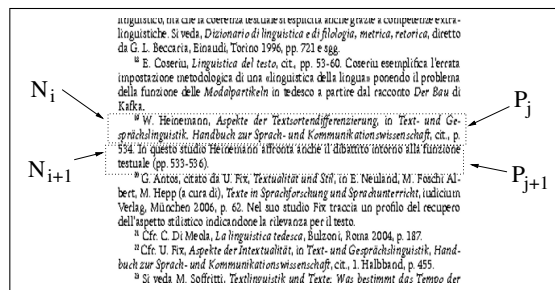 linguistico, ma che la coerenza testuale si esplicita anche grazie a competenze extra-
linguistiche. Si veda, Dizionario di linguistica e di filologia, metrica, retorica, diretto
da G. L. Beccaria, Einaudi, Torino 1996, pp. 721 e sgg.
18 E. Coseriu, Linguistica del testo, cit., pp. 53-60. Coseriu esemplifica l'errata
impostazione metodologica di una «linguistica della lingua» ponendo il problema
della funzione delle Modalpartikeln in tedesco a partire dal racconto Der Bau di
Kafka.
Ni
Pj
19 W. Heinemann, Aspekte der Textsortendifferenzierung, in Text- und Ge-
sprächslinguistik. Handbuch zur Sprach- und Kommunikationswissenschaft, cit., p.
534. In questo studio Heinemann affronta anche il dibattito intorno alla funzione
testuale (pp. 533-536).
Ni+1
Pj+1
20 G. Antos, citato da U. Fix, Textualität und Stil, in E. Neuland, M. Foschi Al-
bert, M. Hepp (a cura di), Texte in Sprachforschung und Sprachunterricht, iudicium
Verlag, München 2006, p. 62. Nel suo studio Fix traccia un profilo del recupero
dell'aspetto stilistico indicandone la rilevanza per il testo.
21 Cfr. C. Di Meola, La linguistica tedesca, Bulzoni, Roma 2004, p. 187.
22 Cfr. U. Fix, Aspekte der Intextualität, in Text- und Gesprächslinguistik, Hand-
buch zur Sprach- und Kommunikationswissenschaft, cit., 1. Halbband, p. 455.
23 Si veda M. Soffritti, Textlinguistik und Texte: Was bestimmt das Tempo der